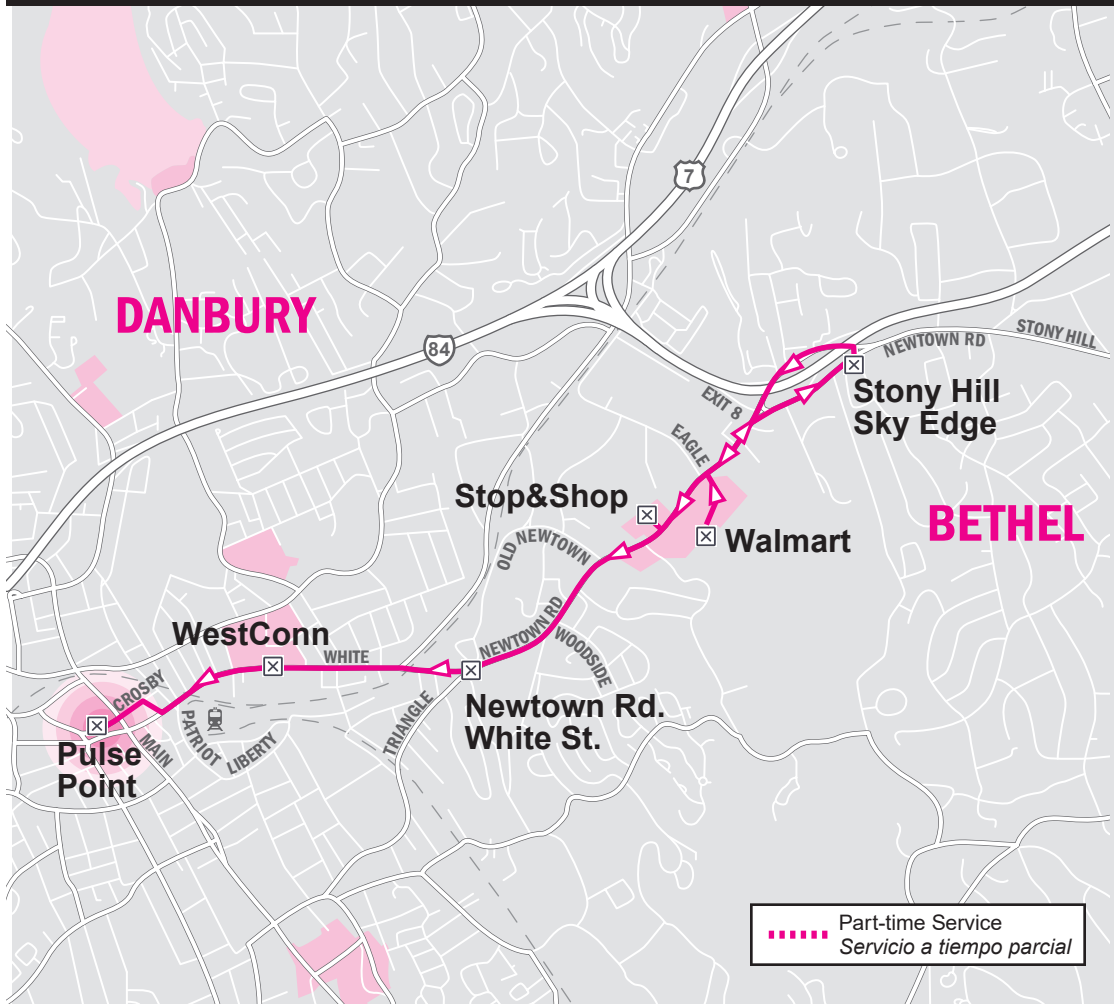 7
DANBURY
84
STONY HILL
NEWTOWN RD
Stony Hill
Sky Edge
EXIT 8
EAGLE
Stop&Shop
BETHEL
Walmart
OLD NEWTOWN
WestConn
WHITE
NEWTOWN RD
WOODSIDE
CROSBY
Newtown Rd.
White St.
TRIANGLE
PATRIOT
LIBERTY
MAIN
Pulse
Point
Part-time Service
Servicio a tiempo parcial